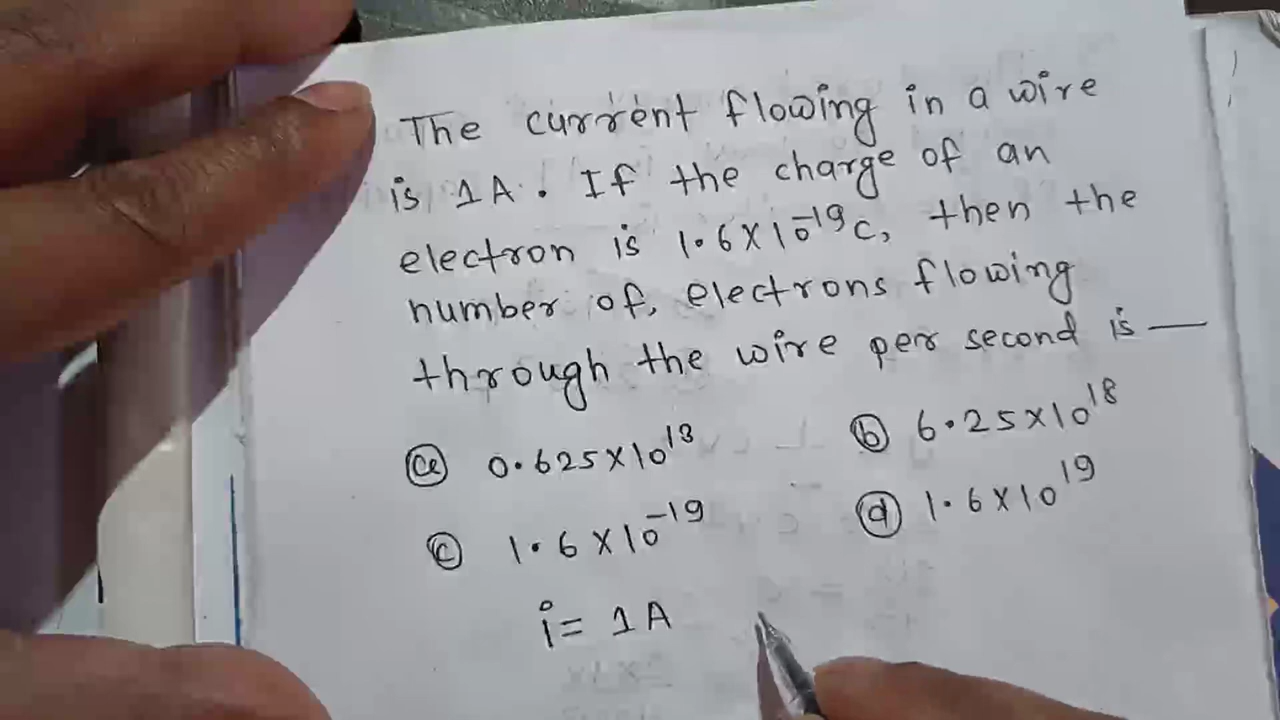 The current flowing in a wire
is 1A. If the charge of an
electron is 1.6×10⁻¹⁹c, then the
number of, electrons flowing
through the wire per second is —
ⓐ 0.625×10¹³ ⓑ 6.25×10¹⁸
ⓒ 1.6×10⁻¹⁹ ⓓ 1.6×10¹⁹
i= 1A